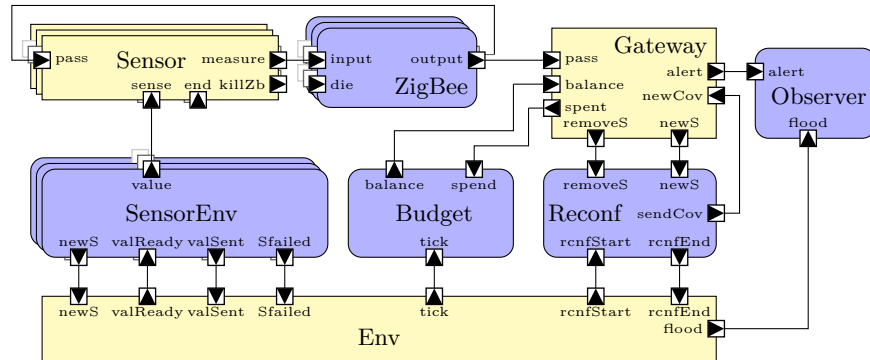 Gateway
pass Sensor measure input output pass
alert alert
sense end killZb die ZigBee balance newCov Observer
spent
removeS newS flood
value balance spend removeS newS
SensorEnv Budget Reconf sendCov
newS valReady valSent Sfailed tick rcnfStart rcnfEnd
newS valReady valSent Sfailed tick rcnfStart rcnfEnd
flood
Env